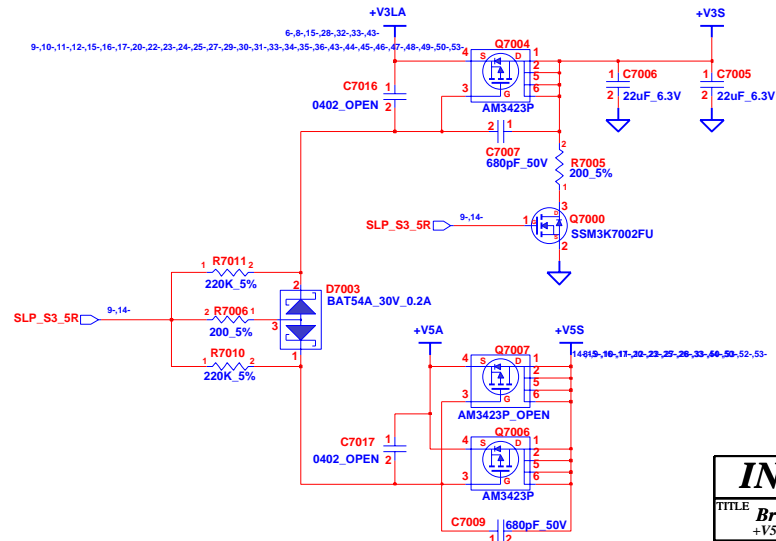 +V3LA
+V3S
6-,8-,15-,28-,32-,33-,43-
9-,10-,11-,12-,15-,16-,17-,20-,22-,23-,24-,25-,27-,29-,30-,31-,33-,34-,35-,36-,43-,44-,45-,46-,47-,48-,49-,50-,53-
Q7004
4 S D 1
2
5
3 G 6
AM3423P
C7016
1
2
0402_OPEN
C7006
1
2
22uF_6.3V
C7005
1
2
22uF_6.3V
2 1
C7007
680pF_50V
2
R7005
200_5%
1
SLP_S3_5R
9-,14-
3
Q7000
1
D
S
2
SSM3K7002FU
R7011
1 2
220K_5%
D7003
BAT54A_30V_0.2A
2
3
1
SLP_S3_5R
9-,14-
R7006
2 1
200_5%
R7010
1 2
220K_5%
+V5A
+V5S
Q7007
4 S D 1
2
5
3 G 6
AM3423P_OPEN
C7017
1
2
0402_OPEN
Q7006
4 S D 1
2
5
3 G 6
AM3423P
C7009
680pF_50V
1 2
IN
TITLE
Br
+V5